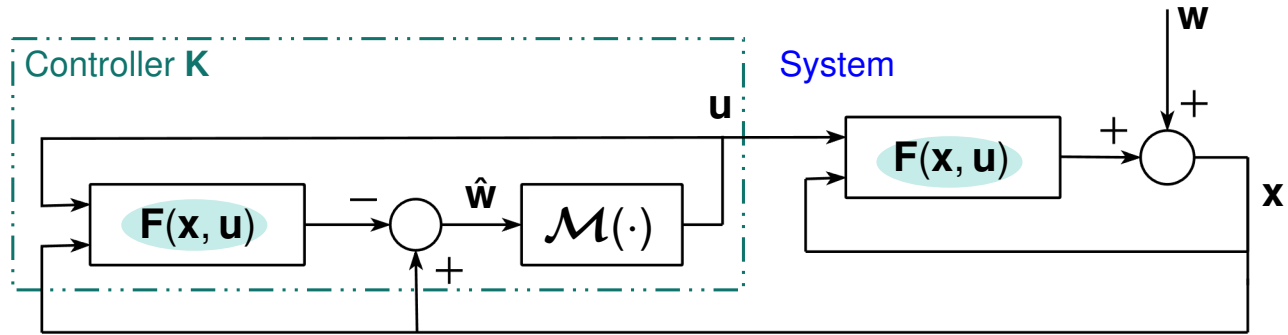 w
Controller K
System
u
+
+
F(x, u)
x
−
ŵ
F(x, u)
M(·)
+